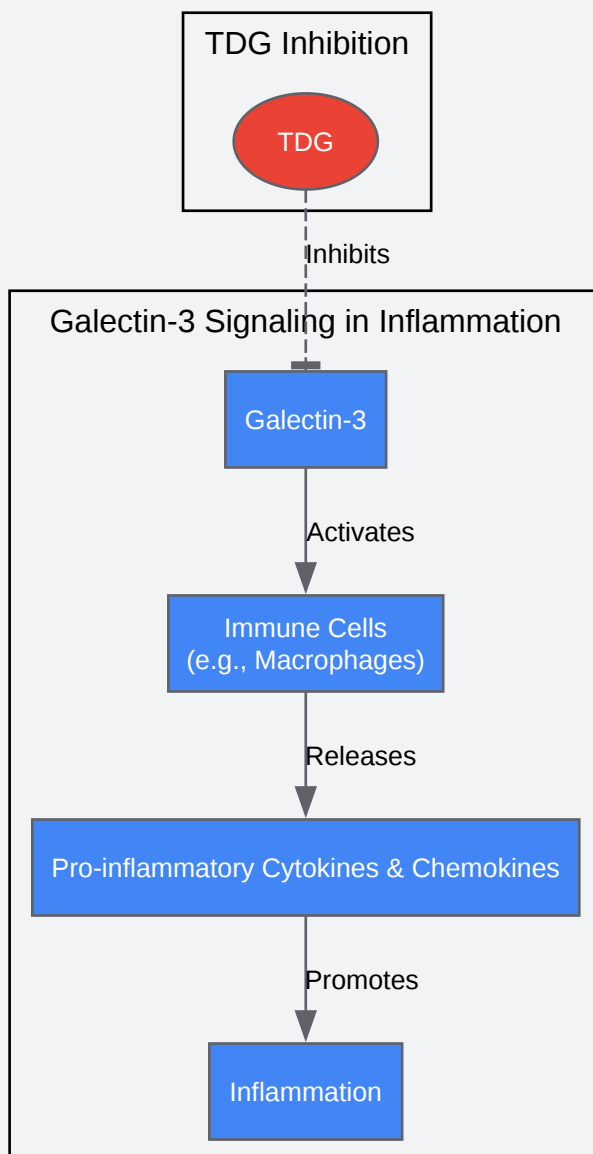 TDG Inhibition
TDG
Inhibits
Galectin-3 Signaling in Inflammation
Galectin-3
Activates
Immune Cells
(e.g., Macrophages)
Releases
Pro-inflammatory Cytokines & Chemokines
Promotes
Inflammation